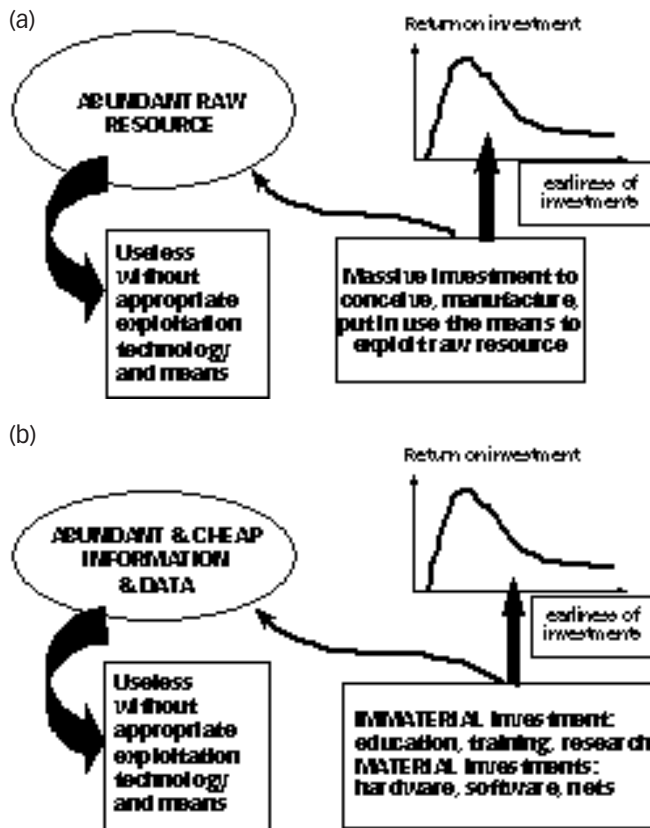 (a)
Return on investment
ABUNDANT RAW
RESOURCE
earliness of
investments
Useless
without
appropriate
exploitation
technology
and means
Massive investment to
conceive, manufacture,
put in use the means to
exploit raw resource
(b)
Return on investment
ABUNDANT & CHEAP
INFORMATION
& DATA
earliness of
investments
Useless
without
appropriate
exploitation
technology
and means
IMMATERIAL investment:
education, training, research
MATERIAL investments:
hardware, software, nets